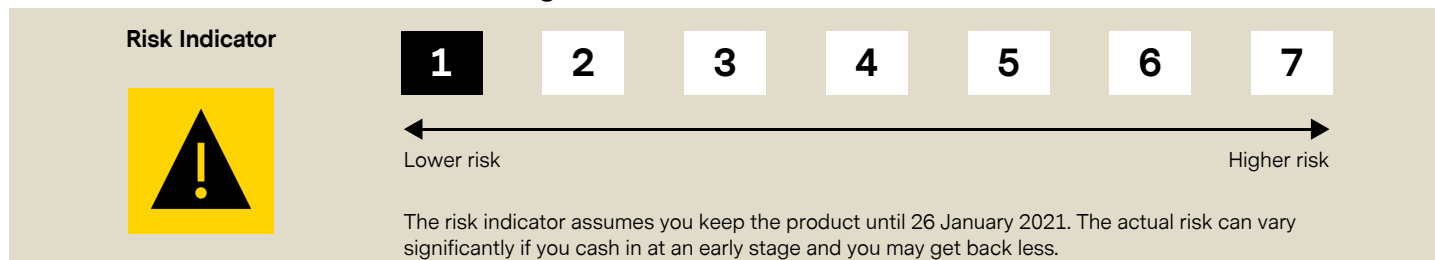 Risk Indicator
1 2 3 4 5 6 7
Lower risk Higher risk
The risk indicator assumes you keep the product until 26 January 2021. The actual risk can vary
significantly if you cash in at an early stage and you may get back less.